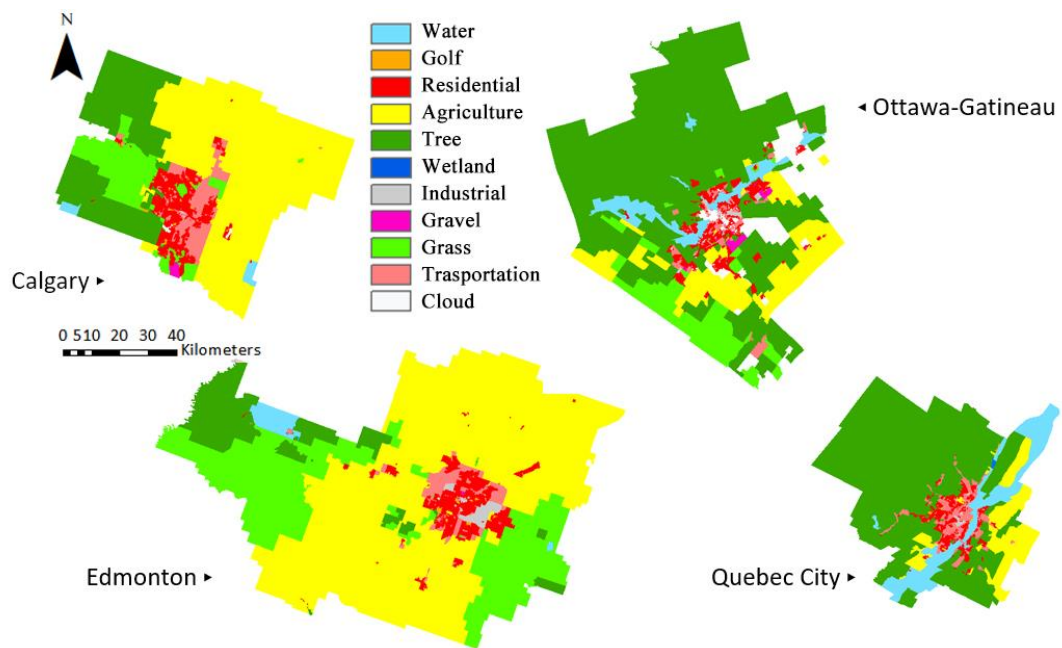 N
Water
Golf
Residential
Agriculture
Tree
Wetland
Industrial
Gravel
Grass
Trasportation
Cloud
Ottawa-Gatineau
Calgary
0 5 10 20 30 40
Kilometers
Edmonton
Quebec City